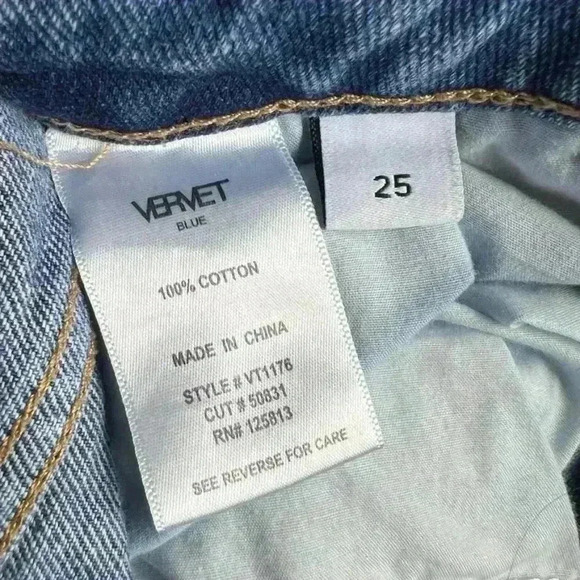 VERVET
BLUE
25
100% COTTON
MADE IN CHINA
STYLE # VT1176
CUT # 50831
RN# 125813
SEE REVERSE FOR CARE